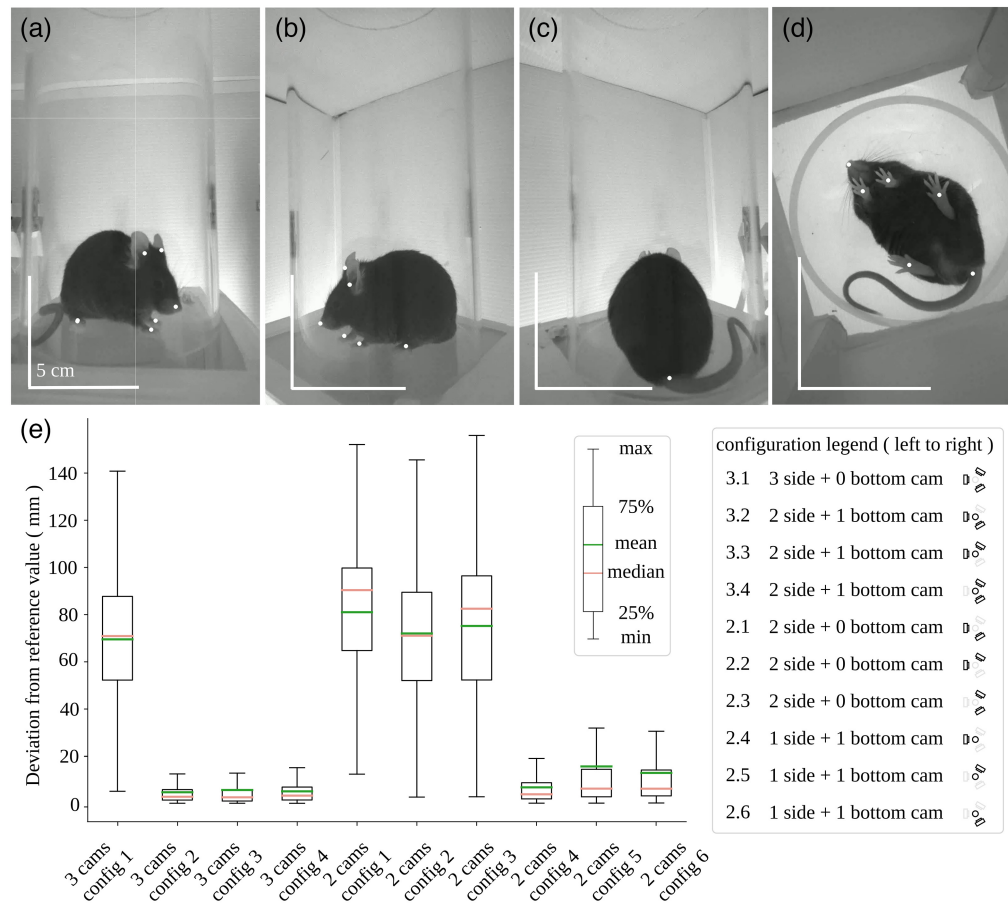 (a)
(b)
(c)
(d)
5 cm
(e)
Deviation from reference value ( mm )
140
120
100
80
60
40
20
0
3 cams config 1
3 cams config 2
3 cams config 3
3 cams config 4
2 cams config 1
2 cams config 2
2 cams config 3
2 cams config 4
2 cams config 5
2 cams config 6
max
75%
mean
median
25%
min
configuration legend ( left to right )
3.1 3 side + 0 bottom cam
3.2 2 side + 1 bottom cam
3.3 2 side + 1 bottom cam
3.4 2 side + 1 bottom cam
2.1 2 side + 0 bottom cam
2.2 2 side + 0 bottom cam
2.3 2 side + 0 bottom cam
2.4 1 side + 1 bottom cam
2.5 1 side + 1 bottom cam
2.6 1 side + 1 bottom cam